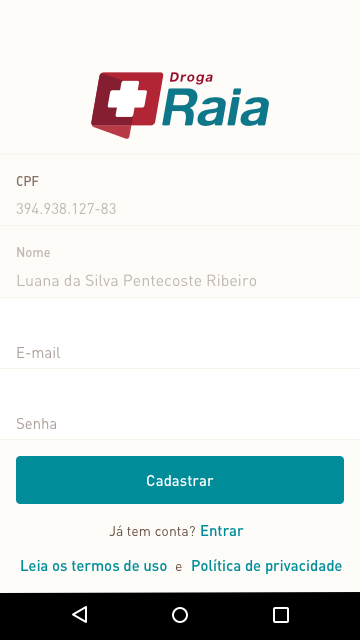 Droga
Raia
CPF
394.938.127-83
Nome
Luana da Silva Pentecoste Ribeiro
E-mail
Senha
Cadastrar
Já tem conta? Entrar
Leia os termos de uso e Política de privacidade